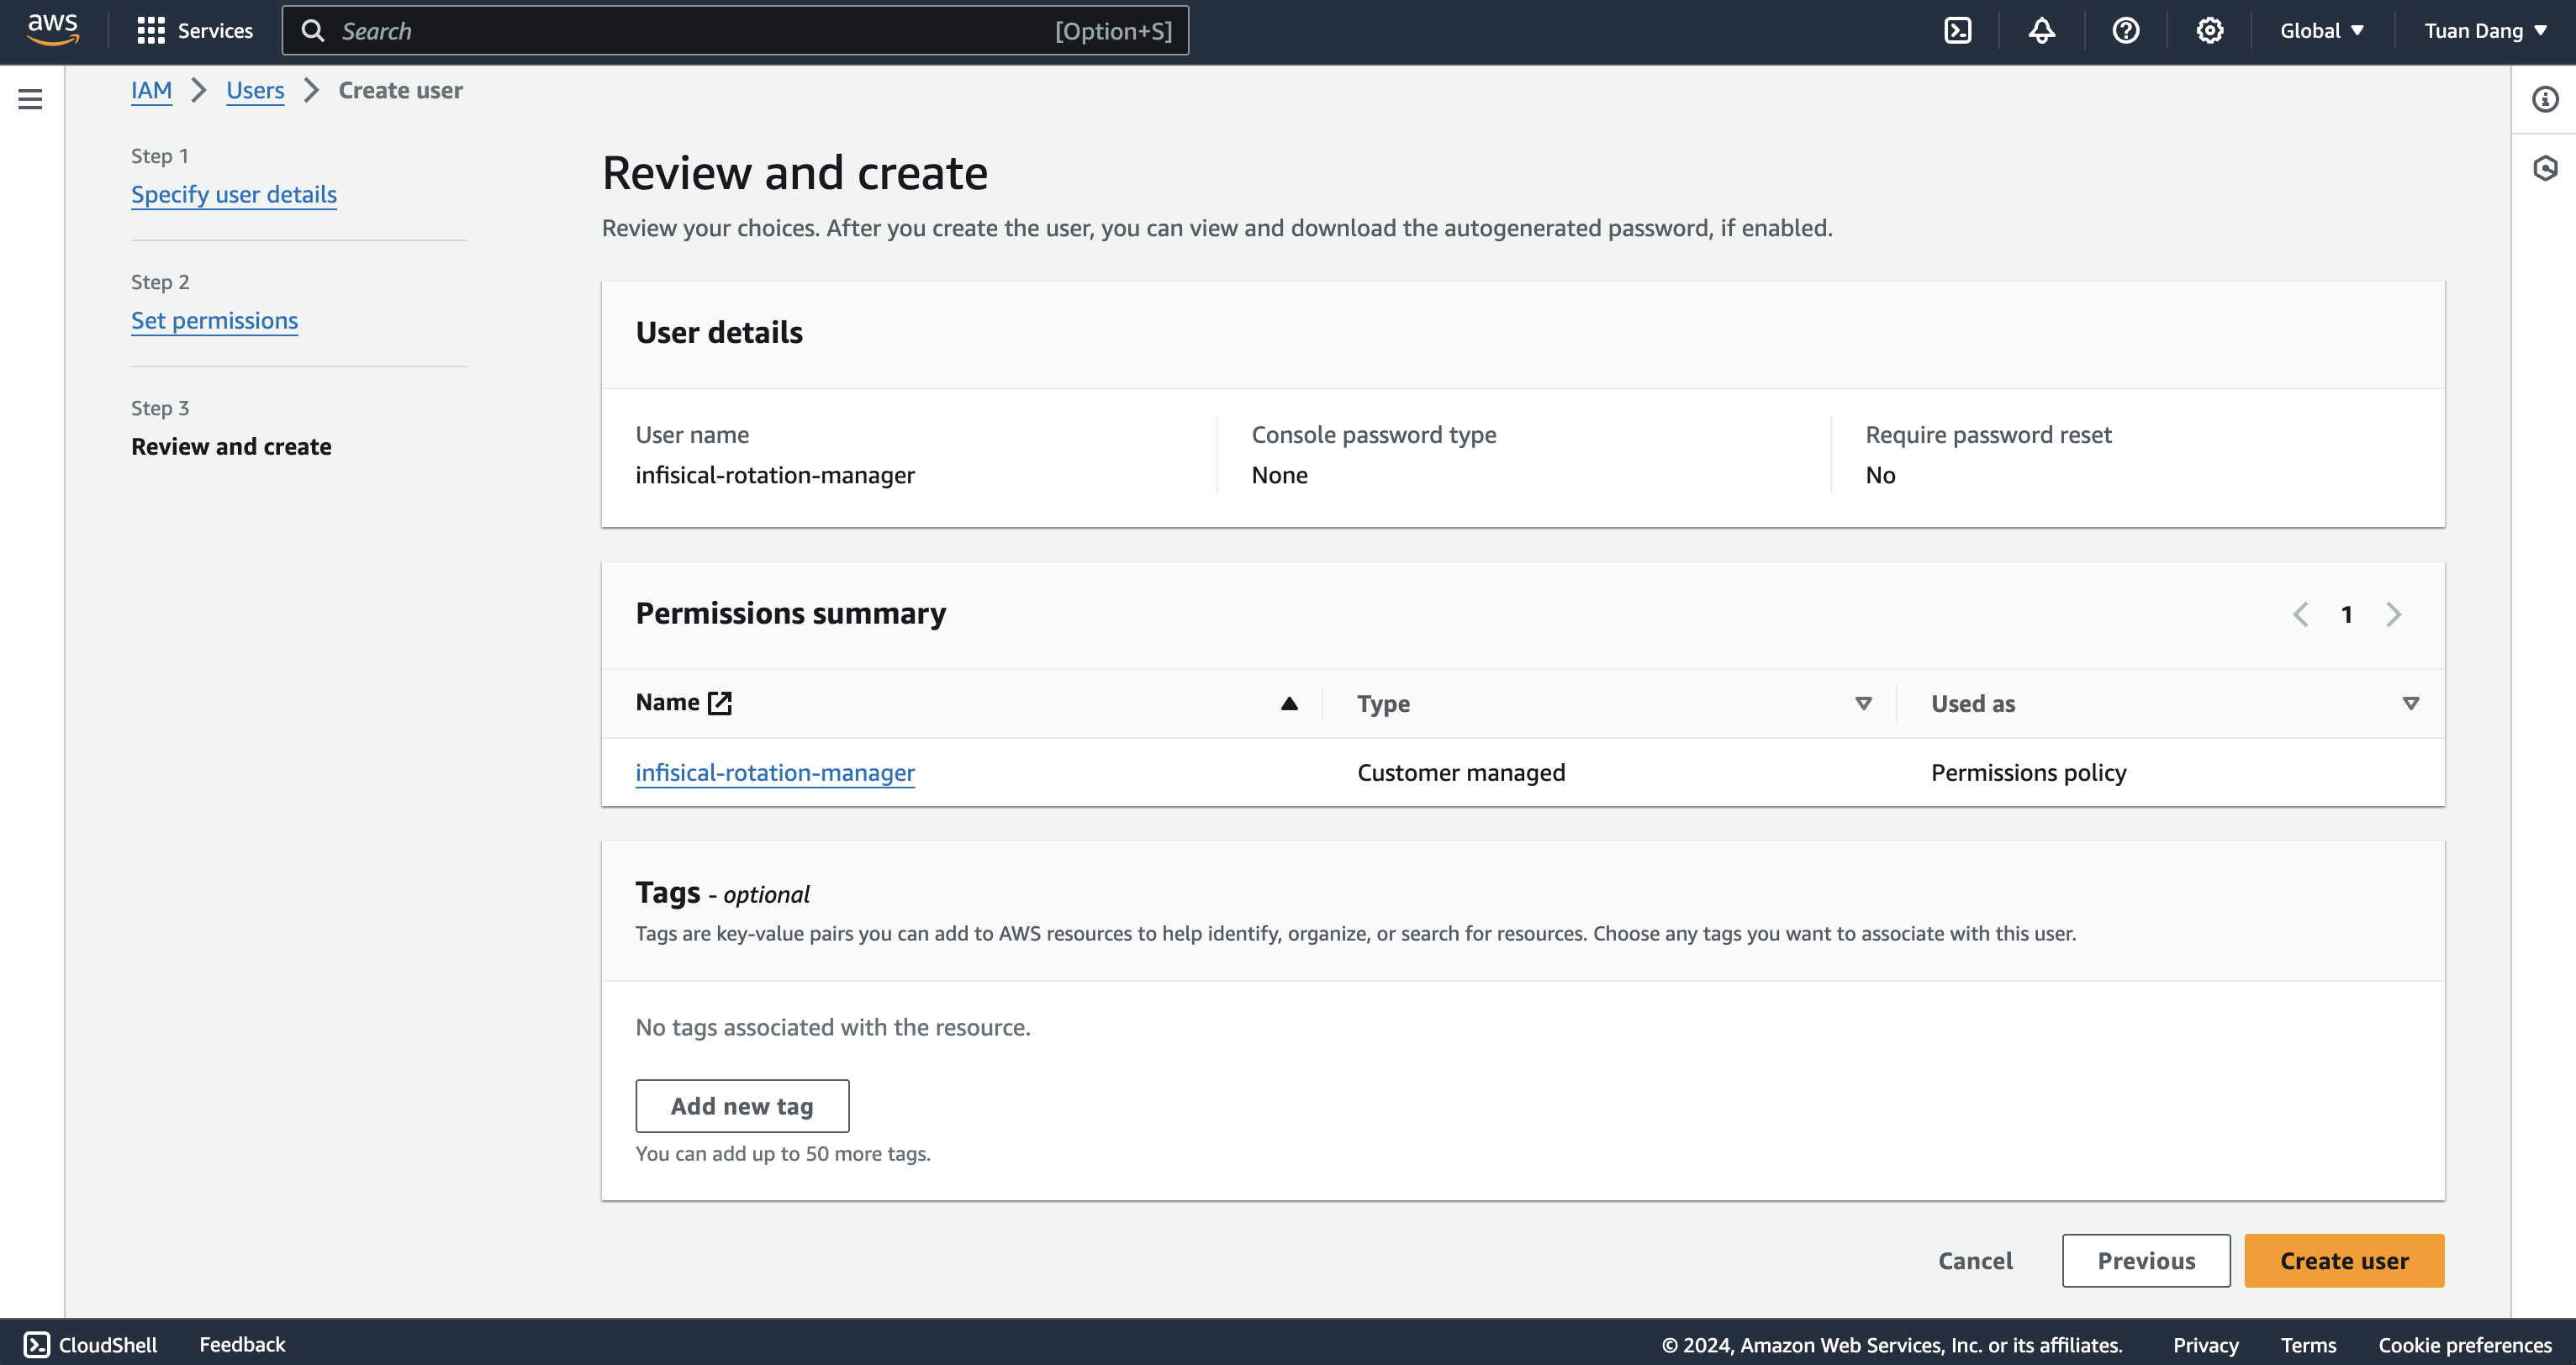 aws
Services
Search
[Option+S]
Global
Tuan Dang
IAM
Users
Create user
Step 1
Specify user details
Step 2
Set permissions
Step 3
Review and create
Review and create
Review your choices. After you create the user, you can view and download the autogenerated password, if enabled.
User details
User name
infisical-rotation-manager
Console password type
None
Require password reset
No
Permissions summary
1
Name
Type
Used as
infisical-rotation-manager
Customer managed
Permissions policy
Tags - optional
Tags are key-value pairs you can add to AWS resources to help identify, organize, or search for resources. Choose any tags you want to associate with this user.
No tags associated with the resource.
Add new tag
You can add up to 50 more tags.
Cancel
Previous
Create user
CloudShell
Feedback
© 2024, Amazon Web Services, Inc. or its affiliates.
Privacy
Terms
Cookie preferences